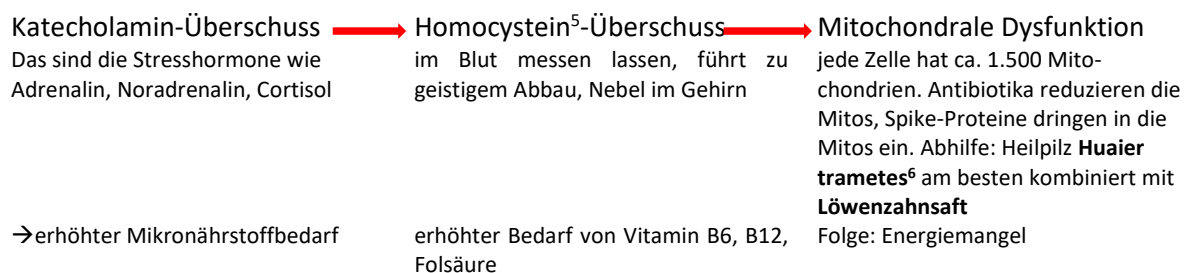 Katecholamin-Überschuss
Das sind die Stresshormone wie
Adrenalin, Noradrenalin, Cortisol
→erhöhter Mikronährstoffbedarf
Homocystein⁵-Überschuss
im Blut messen lassen, führt zu
geistigem Abbau, Nebel im Gehirn
erhöhter Bedarf von Vitamin B6, B12,
Folsäure
Mitochondrale Dysfunktion
jede Zelle hat ca. 1.500 Mito-
chondrien. Antibiotika reduzieren die
Mitos, Spike-Proteine dringen in die
Mitos ein. Abhilfe: Heilpilz Huaier
trametes⁶ am besten kombiniert mit
Löwenzahnsaft
Folge: Energiemangel